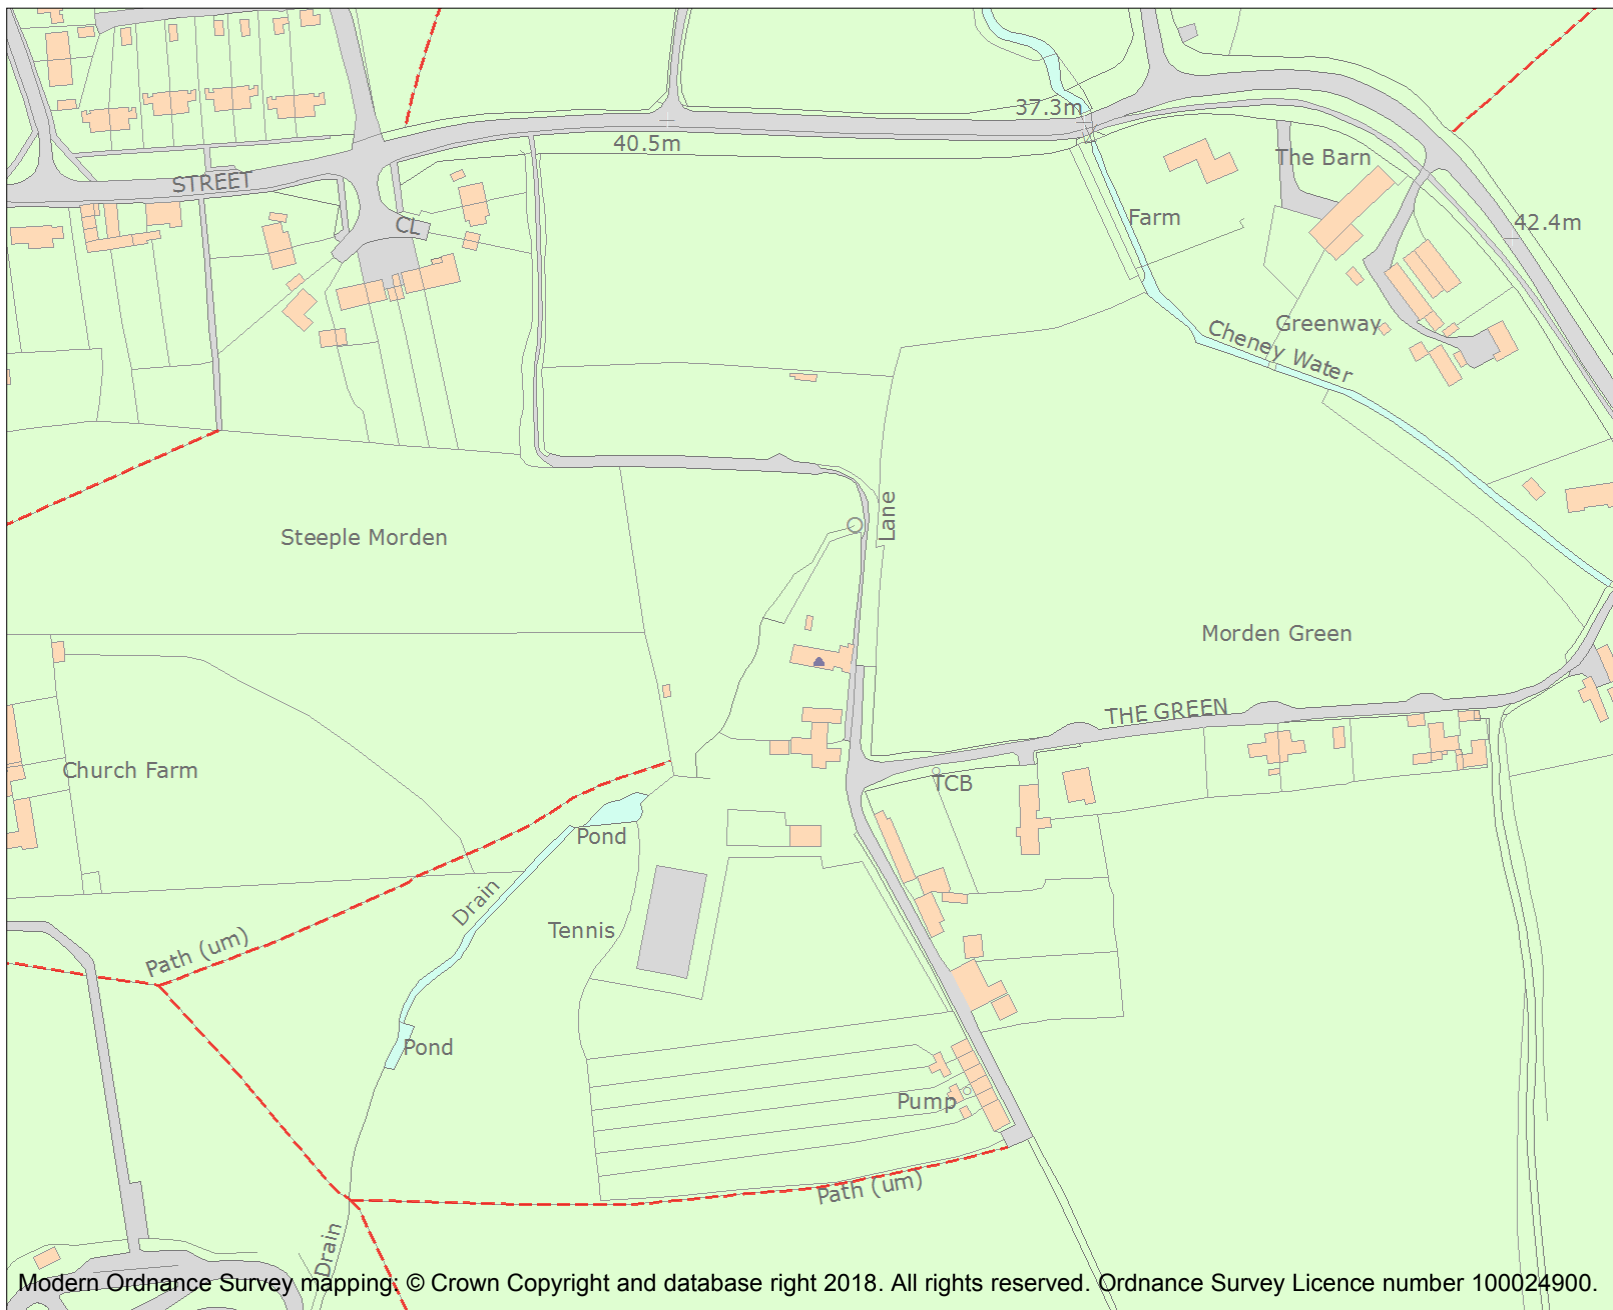 37.3m
40.5m
The Barn
STREET
Farm
42.4m
CL
Greenway
Cheney Water
Lane
Steeple Morden
Morden Green
THE GREEN
Church Farm
TCB
Pond
Drain
Tennis
Path (um)
Pond
Pump
Path (um)
Drain
Modern Ordnance Survey mapping: © Crown Copyright and database right 2018. All rights reserved. Ordnance Survey Licence number 100024900.